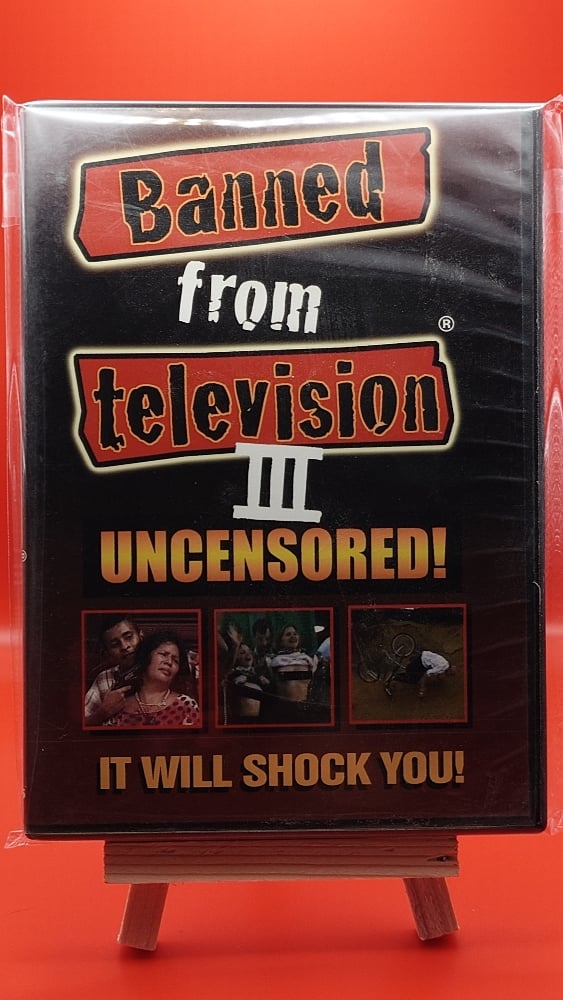 Banned
from
®
television
III
UNCENSORED!
IT WILL SHOCK YOU!